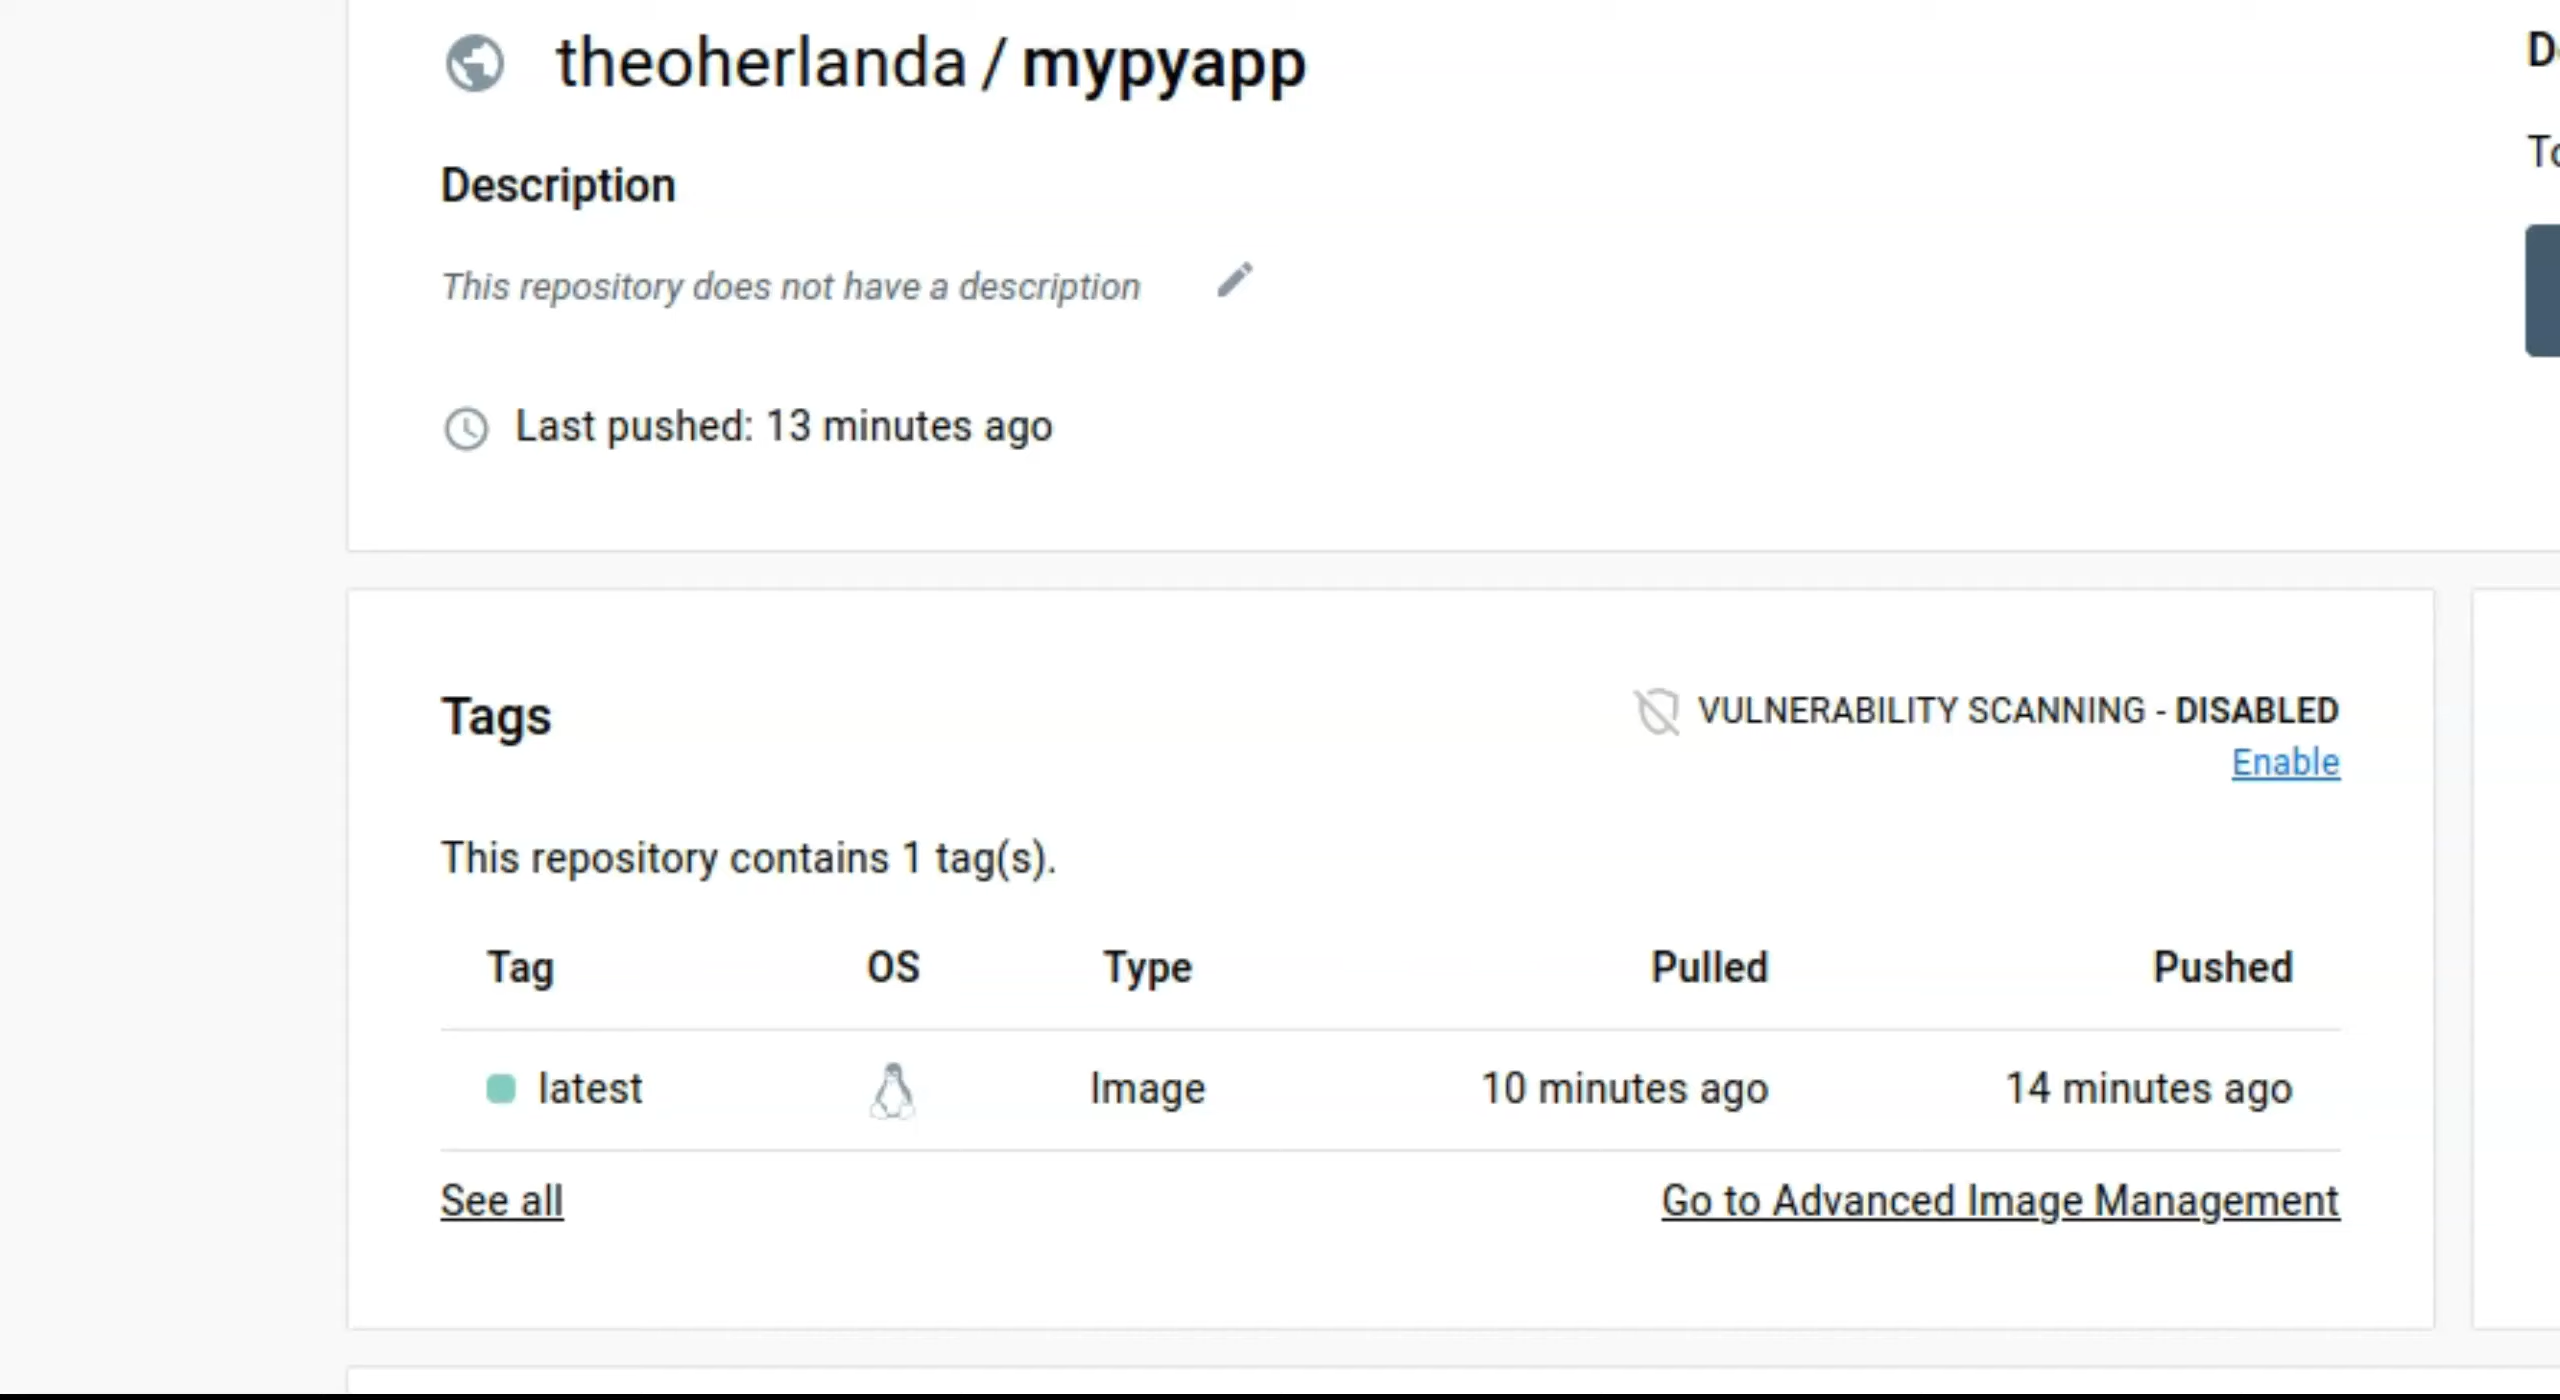 theoherlanda / mypyapp
Description
This repository does not have a description
Last pushed: 13 minutes ago
Tags
VULNERABILITY SCANNING - DISABLED
Enable
This repository contains 1 tag(s).
Tag OS Type Pulled Pushed
latest Image 10 minutes ago 14 minutes ago
See all
Go to Advanced Image Management